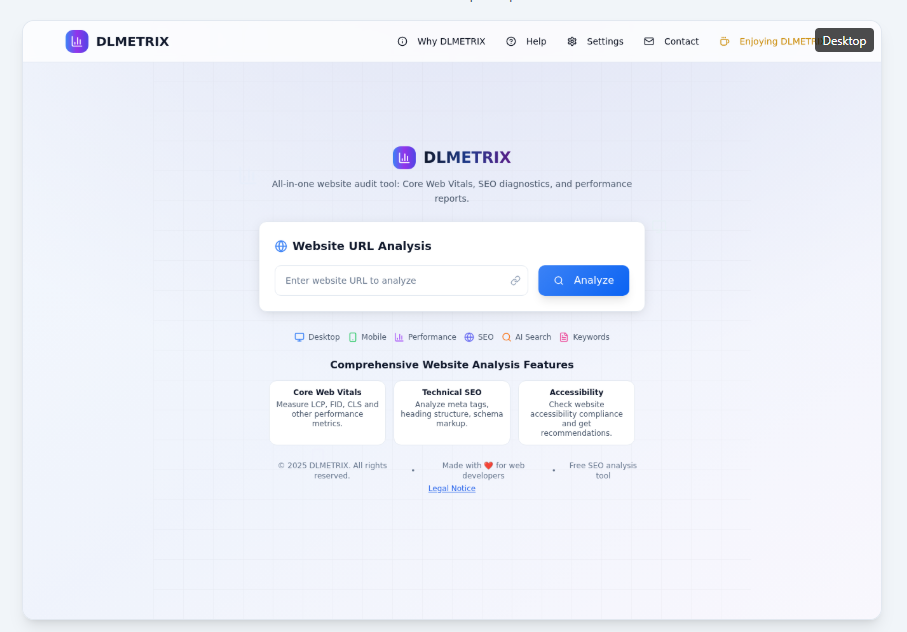 DLMETRIX
Why DLMETRIX
Help
Settings
Contact
Enjoying
Desktop
DLMETRIX
All-in-one website audit tool: Core Web Vitals, SEO diagnostics, and performance
reports.
Website URL Analysis
Enter website URL to analyze
Analyze
Desktop
Mobile
Performance
SEO
AI Search
Keywords
Comprehensive Website Analysis Features
Core Web Vitals
Measure LCP, FID, CLS and
other performance
metrics.
Technical SEO
Analyze meta tags,
heading structure, schema
markup.
Accessibility
Check website
accessibility compliance
and get
recommendations.
© 2025 DLMETRIX. All rights
reserved.
•
Made with ❤️ for web
developers
•
Free SEO analysis
tool
Legal Notice